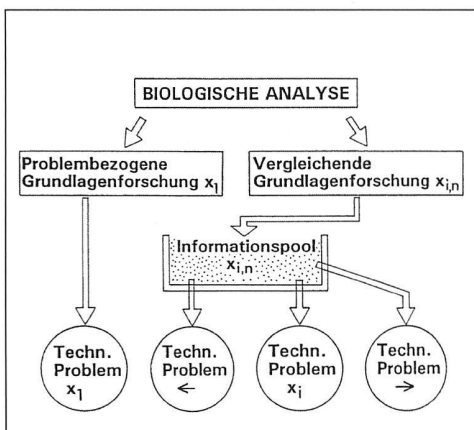 BIOLOGISCHE ANALYSE
Problembezogene
Grundlagenforschung x₁
Vergleichende
Grundlagenforschung xᵢ,ₙ
Informationspool
xᵢ,ₙ
Techn.
Problem
x₁
Techn.
Problem
←
Techn.
Problem
xᵢ
Techn.
Problem
→